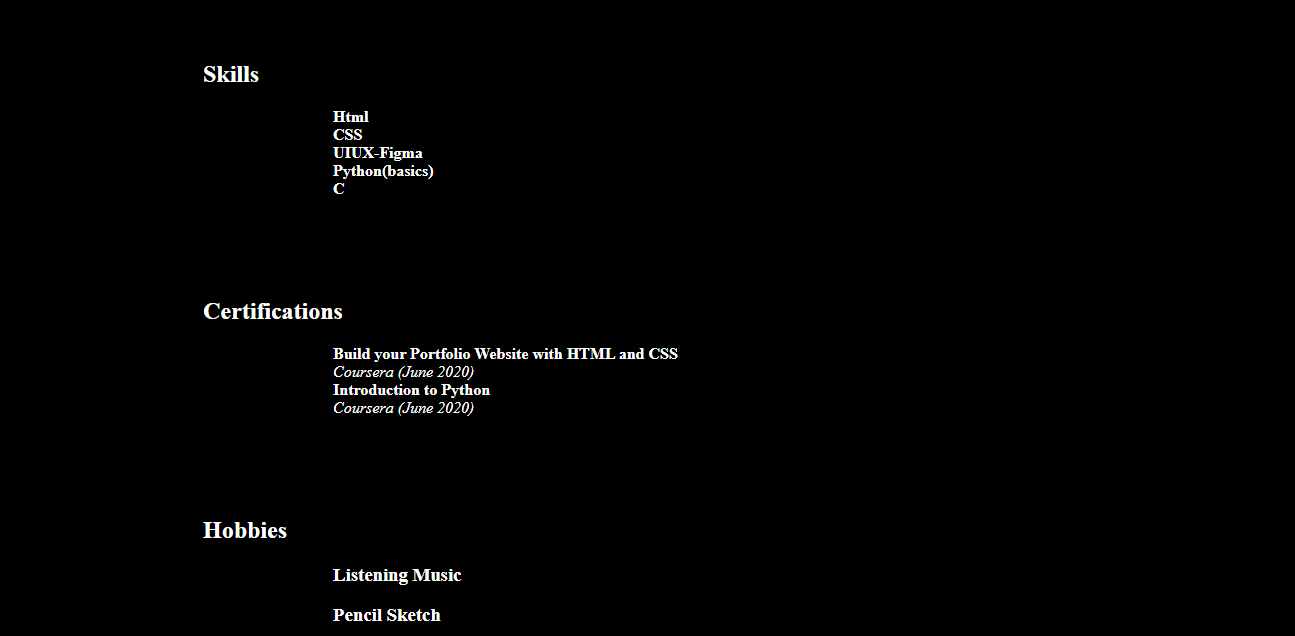 Skills
Html
CSS
UIUX-Figma
Python(basics)
C
Certifications
Build your Portfolio Website with HTML and CSS
Coursera (June 2020)
Introduction to Python
Coursera (June 2020)
Hobbies
Listening Music
Pencil Sketch